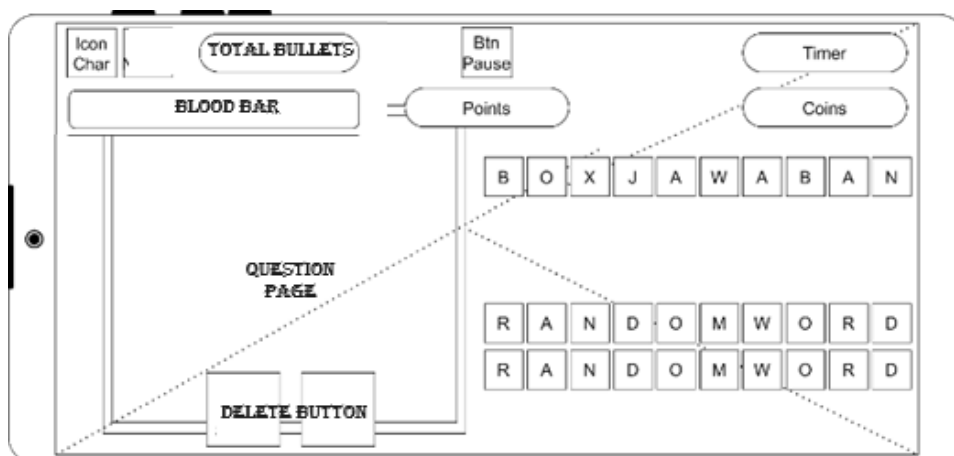 Icon
Char
TOTAL BULLETS
Btn
Pause
Timer
BLOOD BAR
Points
Coins
B O X J A W A B A N
QUESTION
PAGE
R A N D O M W O R D
R A N D O M W O R D
DELETE BUTTON